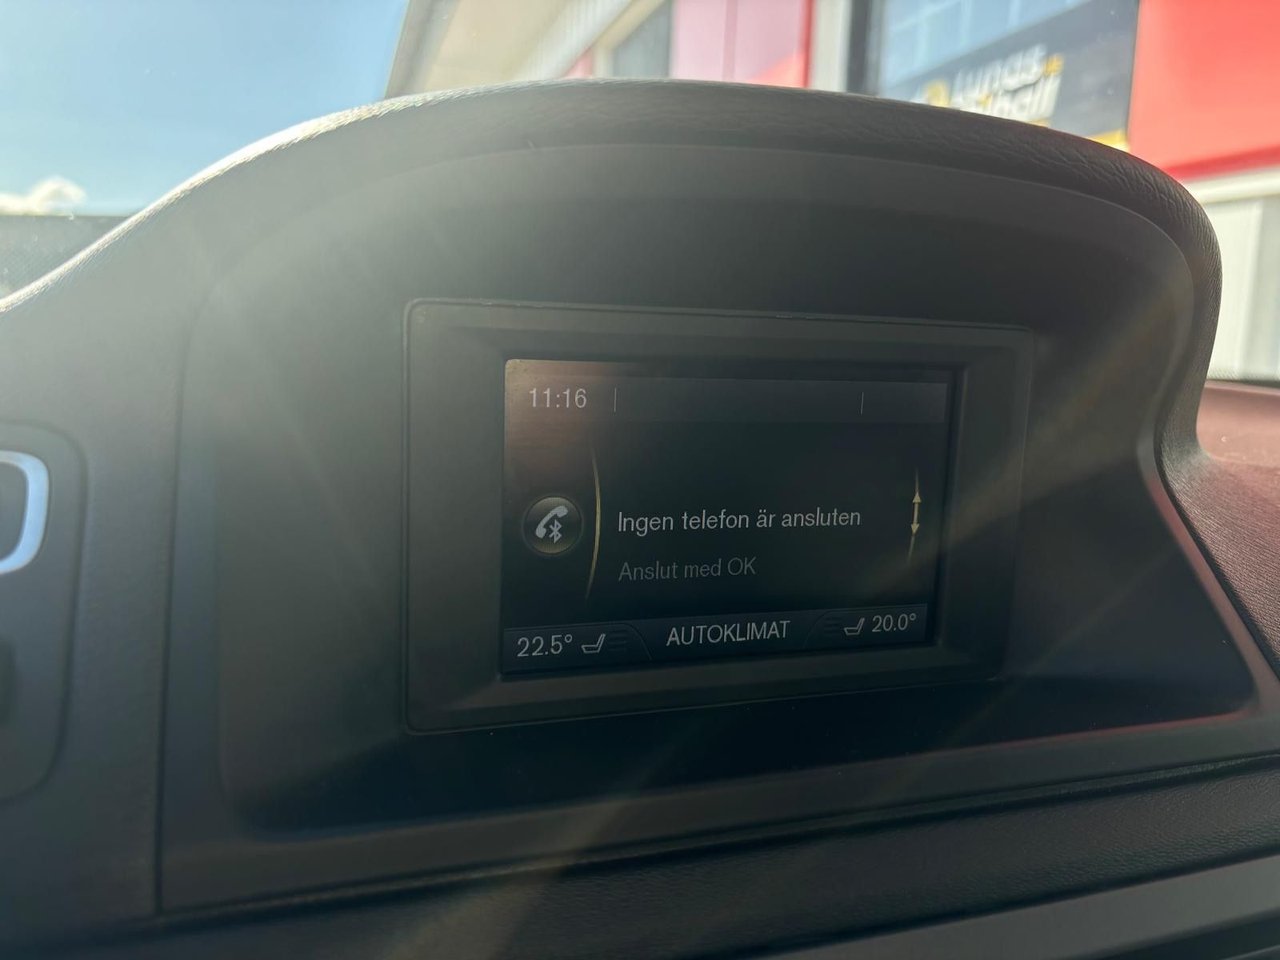 11:16
Ingen telefon är ansluten
Anslut med OK
22.5° AUTOKLIMAT 20.0°